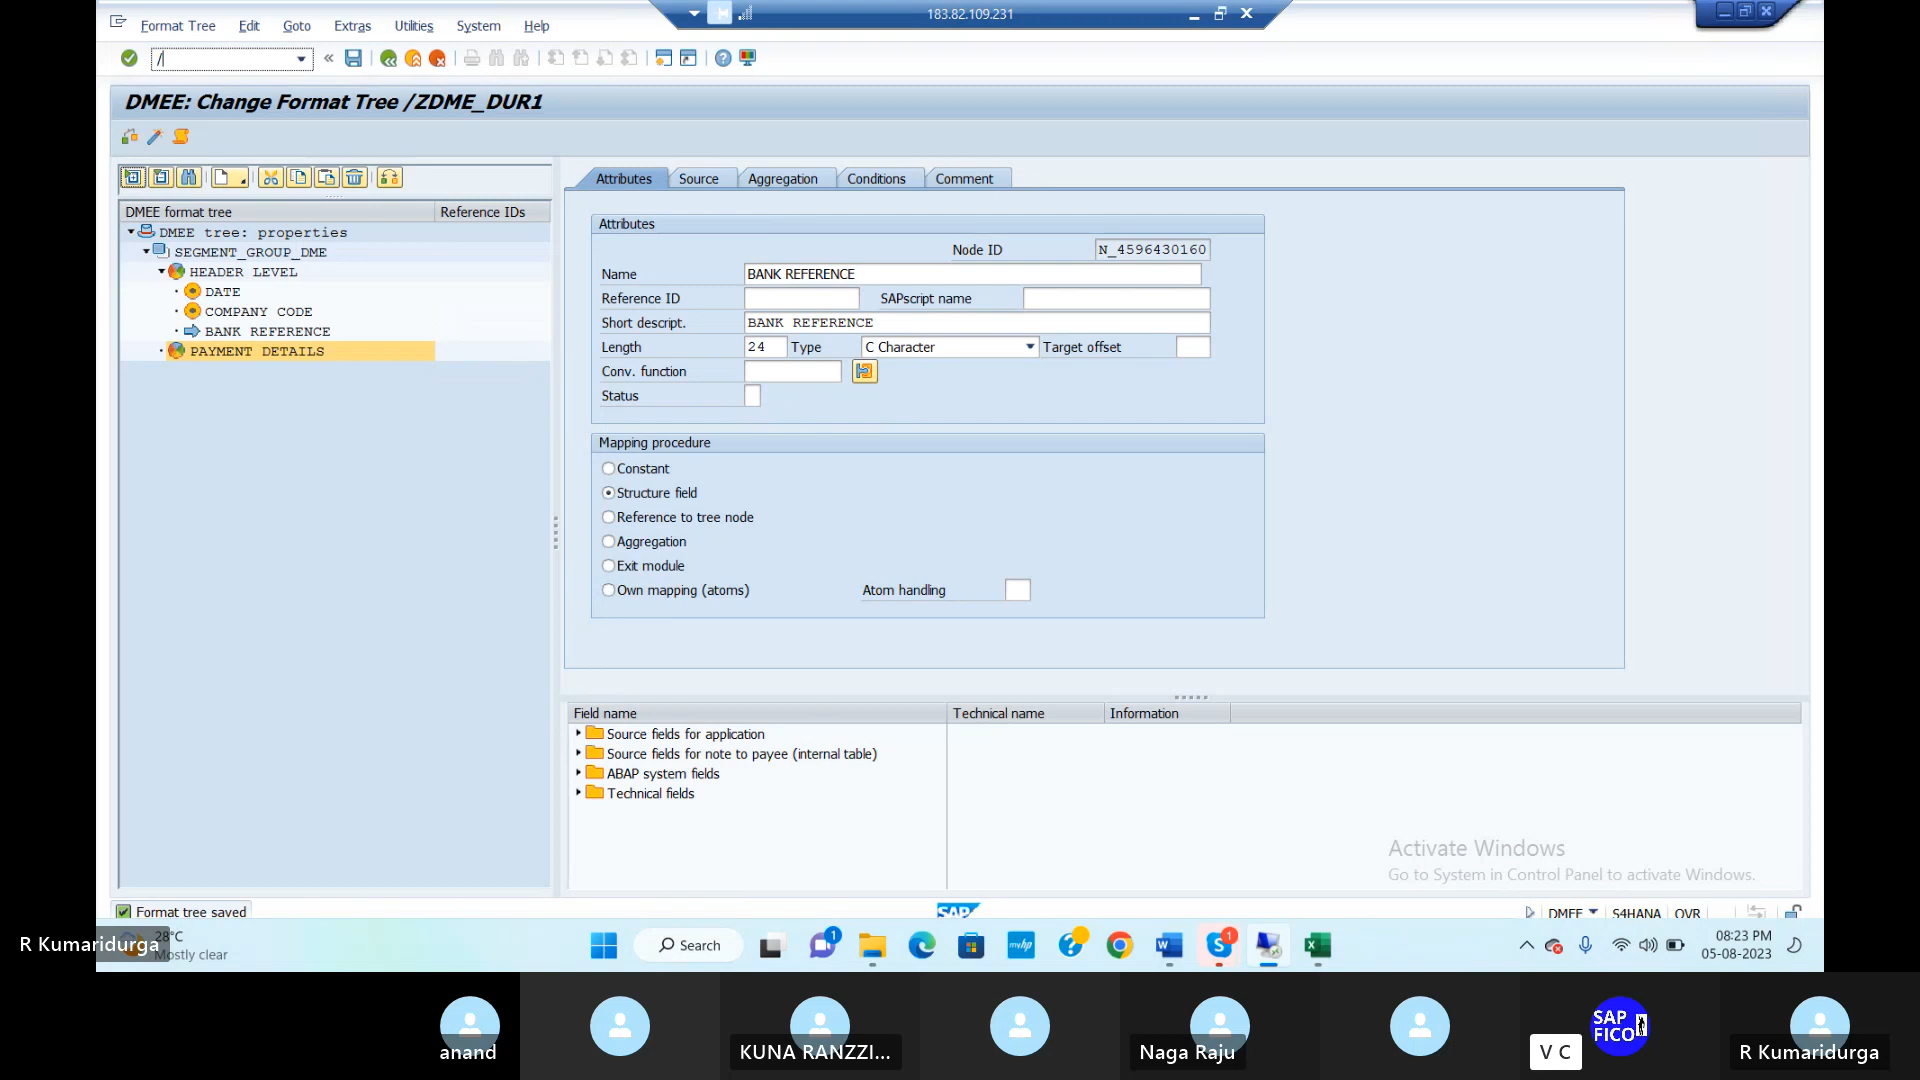 183.82.109.231
Format Tree Edit Goto Extras Utilities System Help
/
«
DMEE: Change Format Tree /ZDME_DUR1
Attributes Source Aggregation Conditions Comment
DMEE format tree Reference IDs
DMEE tree: properties
SEGMENT_GROUP_DME
HEADER LEVEL
DATE
COMPANY CODE
BANK REFERENCE
PAYMENT DETAILS
Attributes
Node ID N_4596430160
Name BANK REFERENCE
Reference ID SAPscript name
Short descript. BANK REFERENCE
Length 24 Type C Character Target offset
Conv. function
Status
Mapping procedure
Constant
Structure field
Reference to tree node
Aggregation
Exit module
Own mapping (atoms) Atom handling
Field name Technical name Information
Source fields for application
Source fields for note to payee (internal table)
ABAP system fields
Technical fields
Activate Windows
Go to System in Control Panel to activate Windows.
Format tree saved
SAP
DMEE S4HANA OVR
28°C
Mostly clear
R Kumaridurga
Search
1
myhp
1
08:23 PM
05-08-2023
anand
KUNA RANZZI...
Naga Raju
V C
SAP
FICO
R Kumaridurga